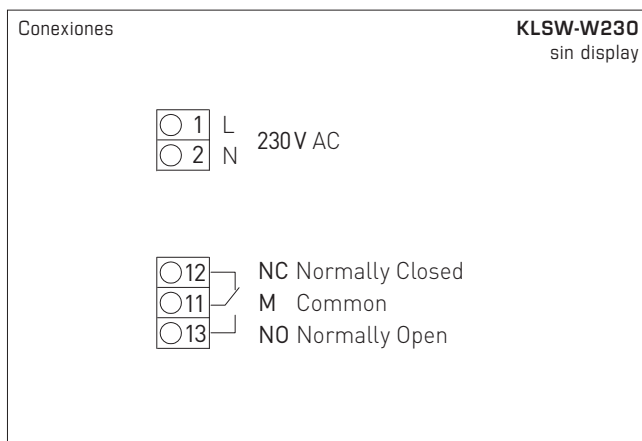 Conexiones KLSW-W230
sin display
1 L
230 V AC
2 N
12 NC Normally Closed
11 M Common
13 NO Normally Open